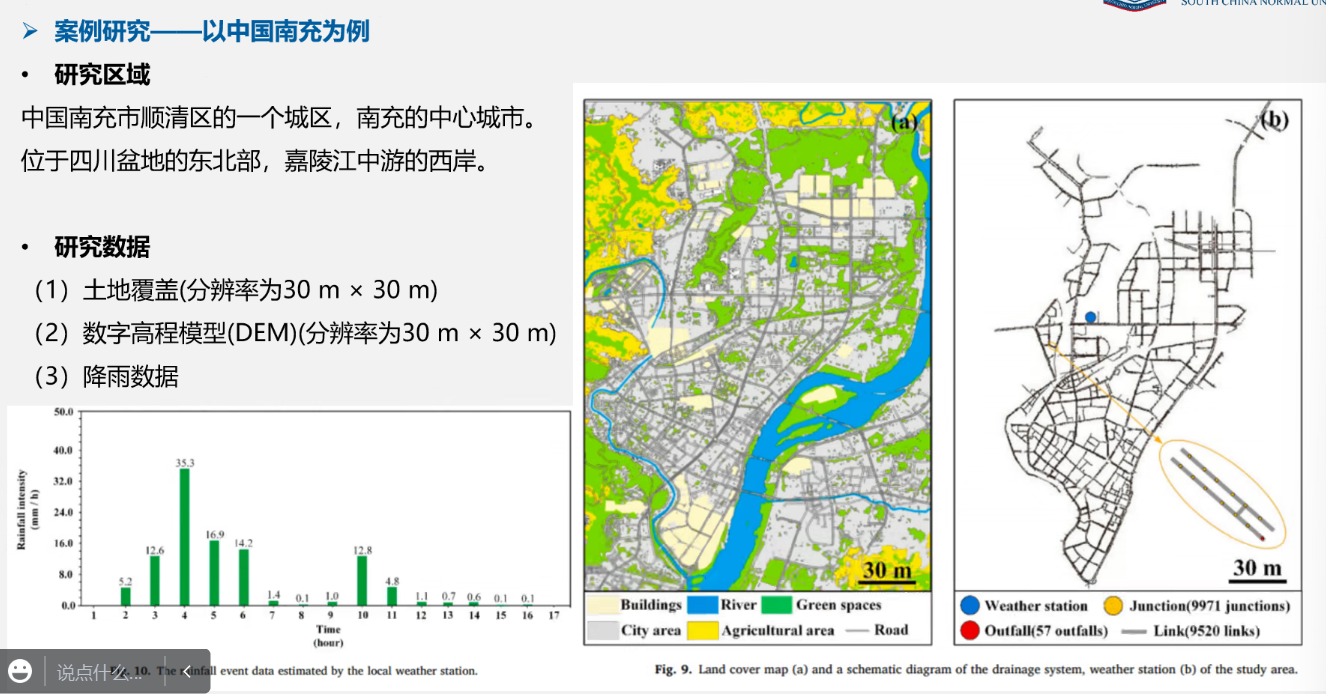 SOUTH CHINA NORMAL UN
➤ 案例研究——以中国南充为例
• 研究区域
中国南充市顺清区的一个城区，南充的中心城市。
位于四川盆地的东北部，嘉陵江中游的西岸。
• 研究数据
（1）土地覆盖(分辨率为30 m × 30 m)
（2）数字高程模型(DEM)(分辨率为30 m × 30 m)
（3）降雨数据
Rainfall intensity
(mm / h)
50.0
40.0
32.0
24.0
16.0
8.0
0.0
5.2 12.6 35.3 16.9 14.2 1.4 0.1 1.0 12.8 4.8 1.1 0.7 0.6 0.1 0.1
1 2 3 4 5 6 7 8 9 10 11 12 13 14 15 16 17
Time
(hour)
10. The rainfall event data estimated by the local weather station.
说点什么...
(a)
30 m
Buildings River Green spaces
City area Agricultural area Road
(b)
30 m
Weather station Junction(9971 junctions)
Outfall(57 outfalls) Link(9520 links)
Fig. 9. Land cover map (a) and a schematic diagram of the drainage system, weather station (b) of the study area.